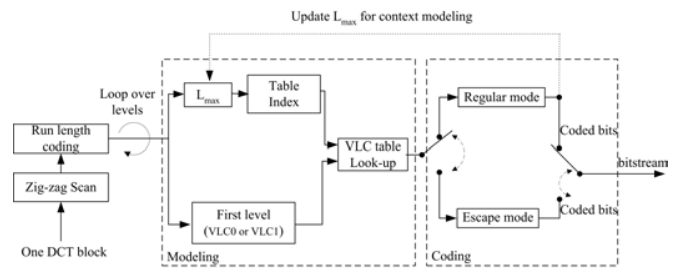 Update Lmax for context modeling
Loop over
levels
Lmax
Table
Index
Regular mode
Coded bits
Run length
coding
VLC table
Look-up
bitstream
Zig-zag Scan
First level
(VLC0 or VLC1)
Escape mode
Coded bits
One DCT block
Modeling
Coding